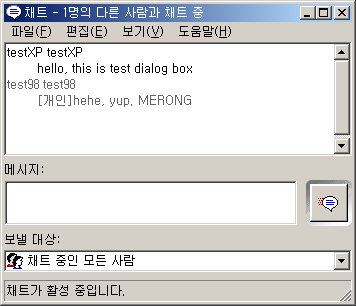 채트 - 1명의 다른 사람과 채트 중
파일(F) 편집(E) 보기(V) 도움말(H)
testXP testXP
hello, this is test dialog box
test98 test98
[개인]hehe, yup, MERONG
메시지:
보낼 대상:
채트 중인 모든 사람
채트가 활성 중입니다.